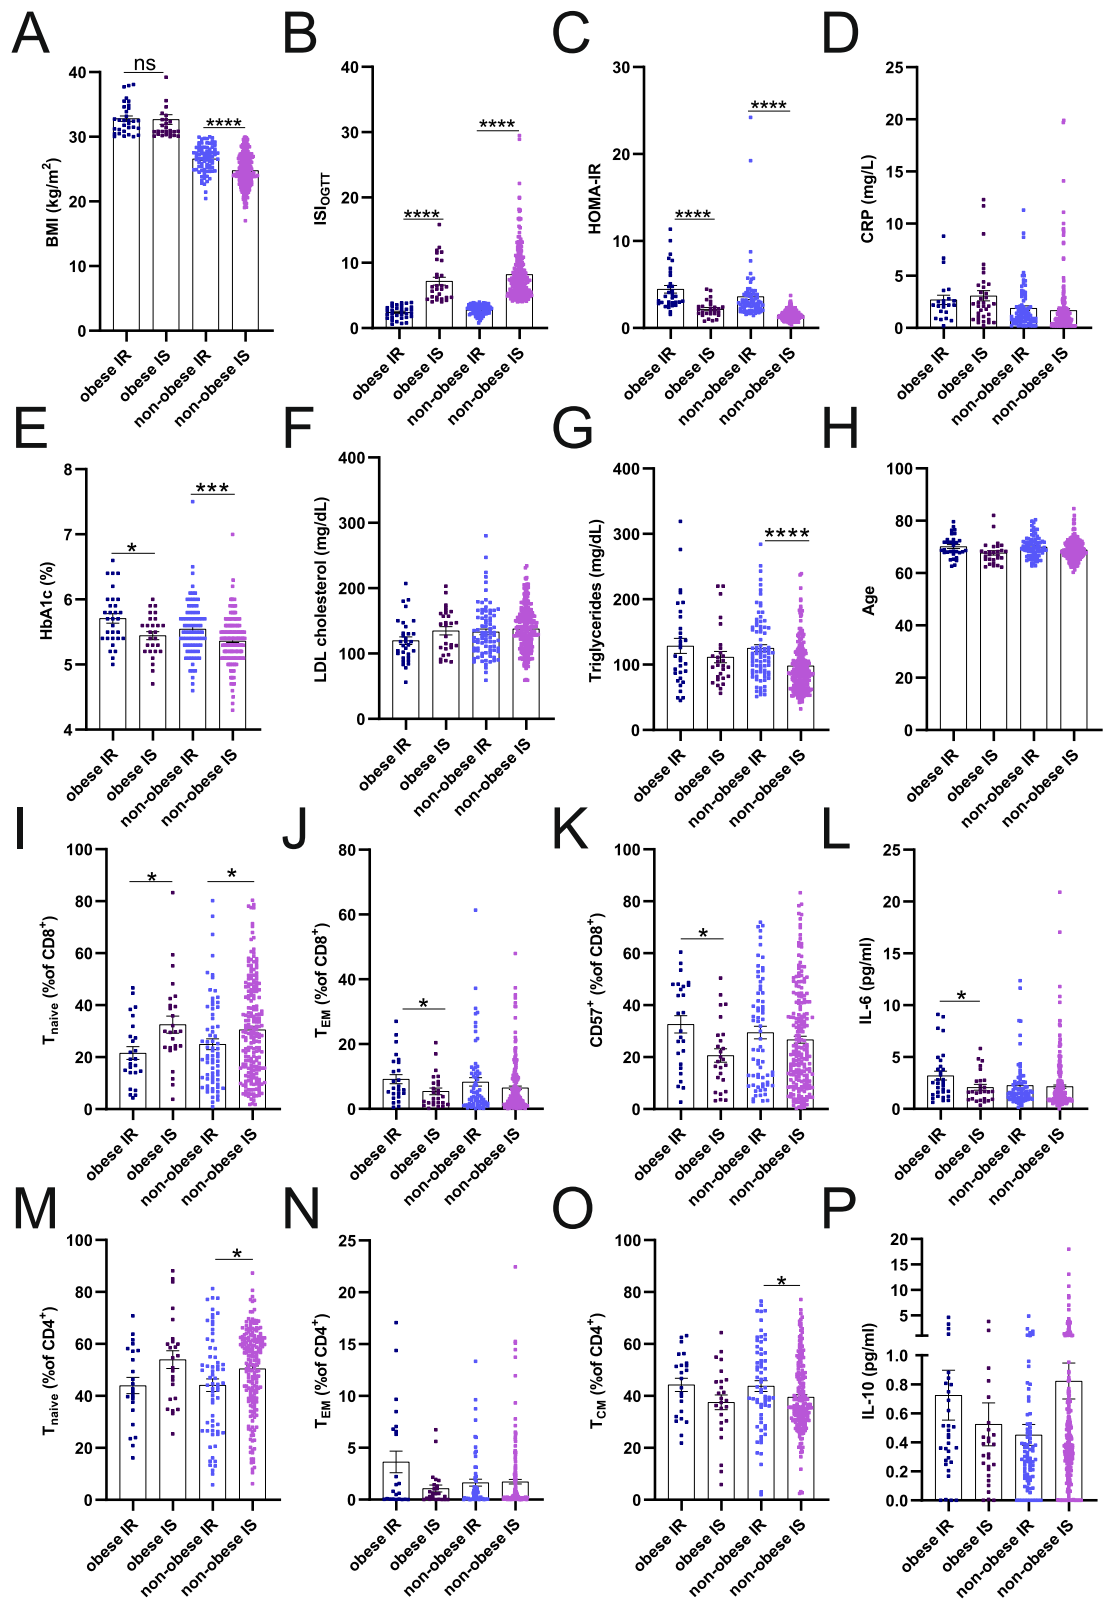 A
BMI (kg/m²)
40
30
20
10
0
ns
****
obese IR
obese IS
non-obese IR
non-obese IS
B
ISI_OGTT
40
30
20
10
0
****
****
obese IR
obese IS
non-obese IR
non-obese IS
C
HOMA-IR
30
20
10
0
****
****
obese IR
obese IS
non-obese IR
non-obese IS
D
CRP (mg/L)
25
20
15
10
5
0
obese IR
obese IS
non-obese IR
non-obese IS
E
HbA1c (%)
8
7
6
5
4
*
***
obese IR
obese IS
non-obese IR
non-obese IS
F
LDL cholesterol (mg/dL)
400
300
200
100
0
obese IR
obese IS
non-obese IR
non-obese IS
G
Triglycerides (mg/dL)
400
300
200
100
0
****
obese IR
obese IS
non-obese IR
non-obese IS
H
Age
100
80
60
40
20
0
obese IR
obese IS
non-obese IR
non-obese IS
I
T_naive (%of CD8⁺)
100
80
60
40
20
0
*
*
obese IR
obese IS
non-obese IR
non-obese IS
J
T_EM (%of CD8⁺)
80
60
40
20
0
*
obese IR
obese IS
non-obese IR
non-obese IS
K
CD57⁺ (%of CD8⁺)
100
80
60
40
20
0
*
obese IR
obese IS
non-obese IR
non-obese IS
L
IL-6 (pg/ml)
25
20
15
10
5
0
*
obese IR
obese IS
non-obese IR
non-obese IS
M
T_naive (%of CD4⁺)
100
80
60
40
20
0
*
obese IR
obese IS
non-obese IR
non-obese IS
N
T_EM (%of CD4⁺)
25
20
15
10
5
0
obese IR
obese IS
non-obese IR
non-obese IS
O
T_CM (%of CD4⁺)
100
80
60
40
20
0
*
obese IR
obese IS
non-obese IR
non-obese IS
P
IL-10 (pg/ml)
20
15
10
5
1.0
0.8
0.6
0.4
0.2
0.0
obese IR
obese IS
non-obese IR
non-obese IS